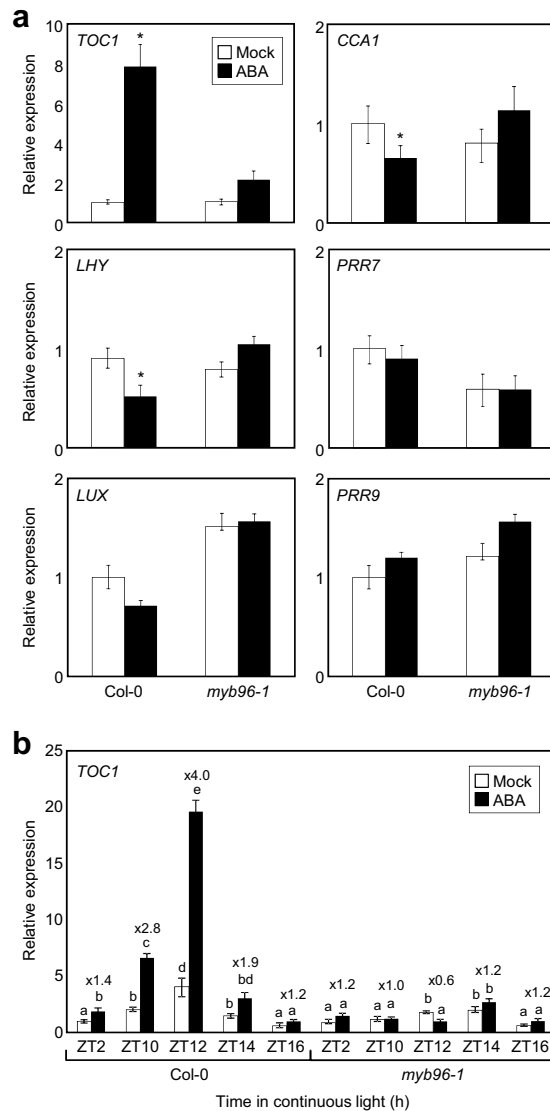 a
TOC1
Mock
ABA
Relative expression
10
8
6
4
2
0
*
CCA1
2
1
0
*
LHY
Relative expression
2
1
0
*
PRR7
2
1
0
LUX
Relative expression
2
1
0
Col-0 myb96-1
PRR9
2
1
0
Col-0 myb96-1
b
TOC1
Mock
ABA
Relative expression
25
20
15
10
5
0
x1.4 x2.8 x4.0 x1.9 x1.2 x1.2 x1.0 x0.6 x1.2 x1.2
a b b c d e b bd a a a a a a b a b b a a
ZT2 ZT10 ZT12 ZT14 ZT16 ZT2 ZT10 ZT12 ZT14 ZT16
Col-0 myb96-1
Time in continuous light (h)